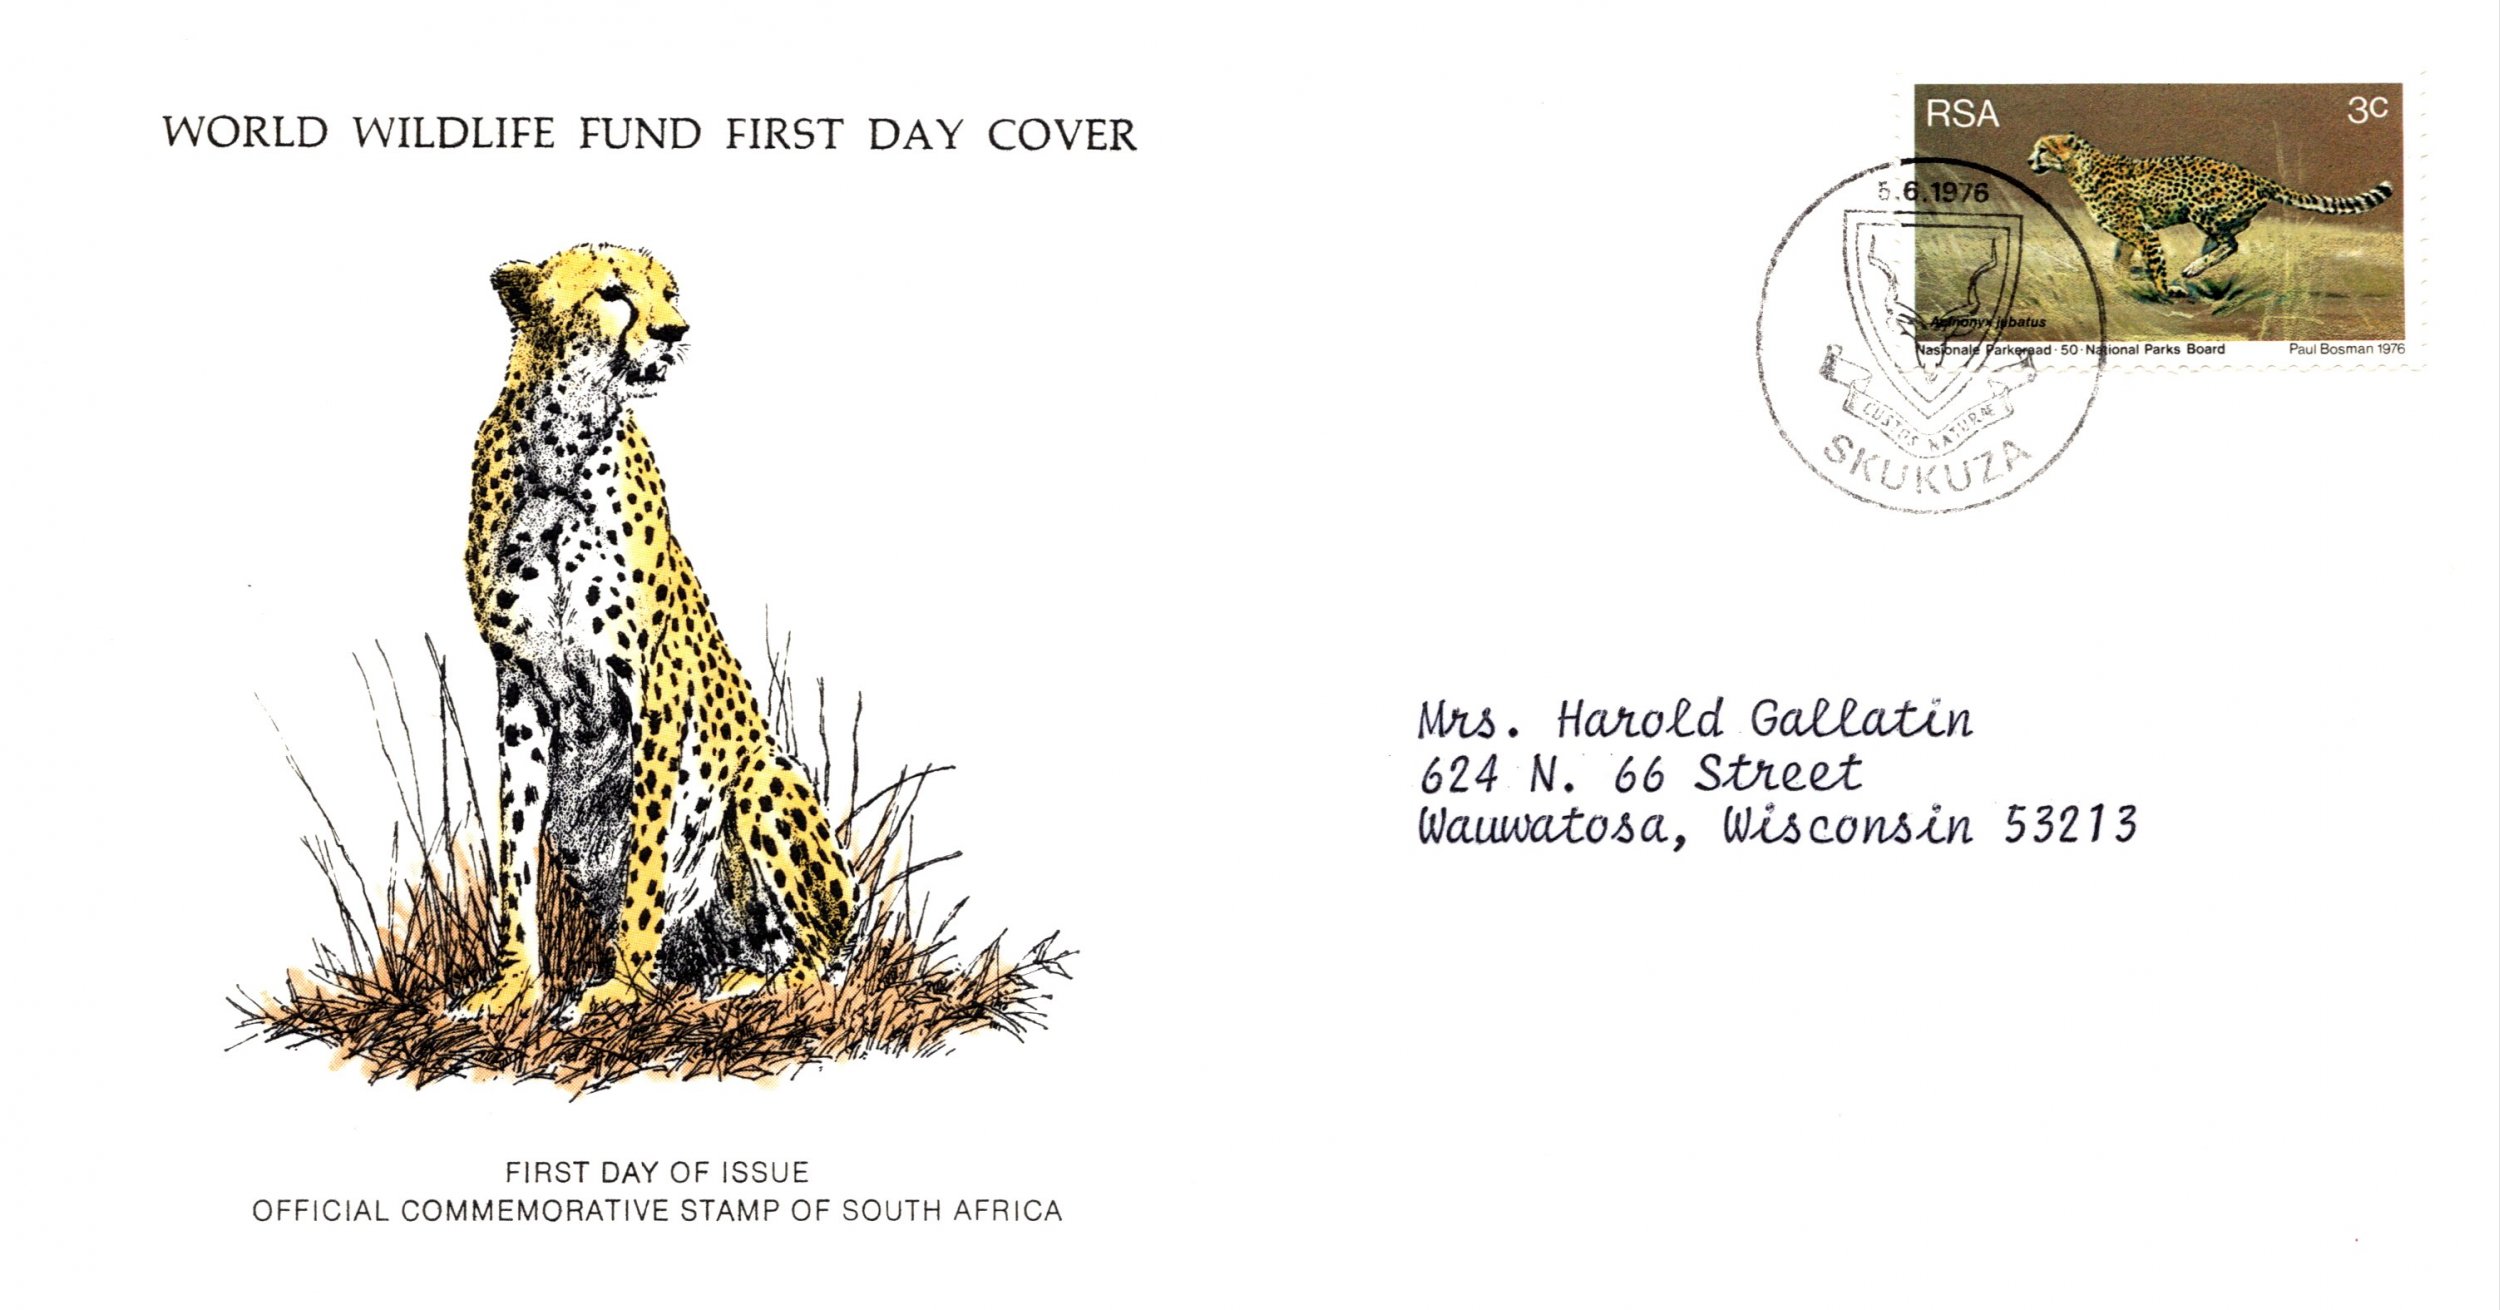 WORLD WILDLIFE FUND FIRST DAY COVER
RSA 3c
5.6.1976
Acinonyx jubatus
Nasionale Parkeraad · 50 · National Parks Board Paul Bosman 1976
CUSTOS NATURAE
SKUKUZA
Mrs. Harold Gallatin
624 N. 66 Street
Wauwatosa, Wisconsin 53213
FIRST DAY OF ISSUE
OFFICIAL COMMEMORATIVE STAMP OF SOUTH AFRICA